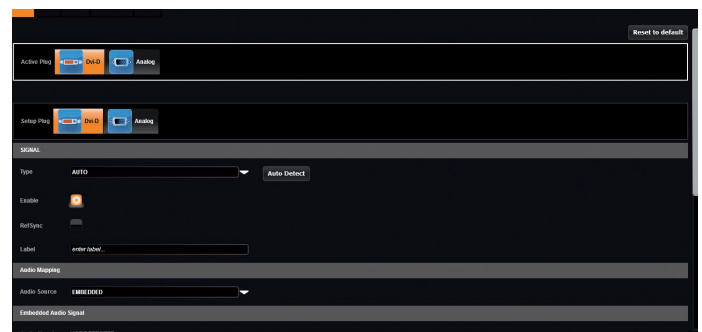 Reset to default
Active Plug Dvi-D Analog
Setup Plug Dvi-D Analog
SIGNAL
Type AUTO Auto Detect
Enable
RefSync
Label enter label...
Audio Mapping
Audio Source EMBEDDED
Embedded Audio Signal